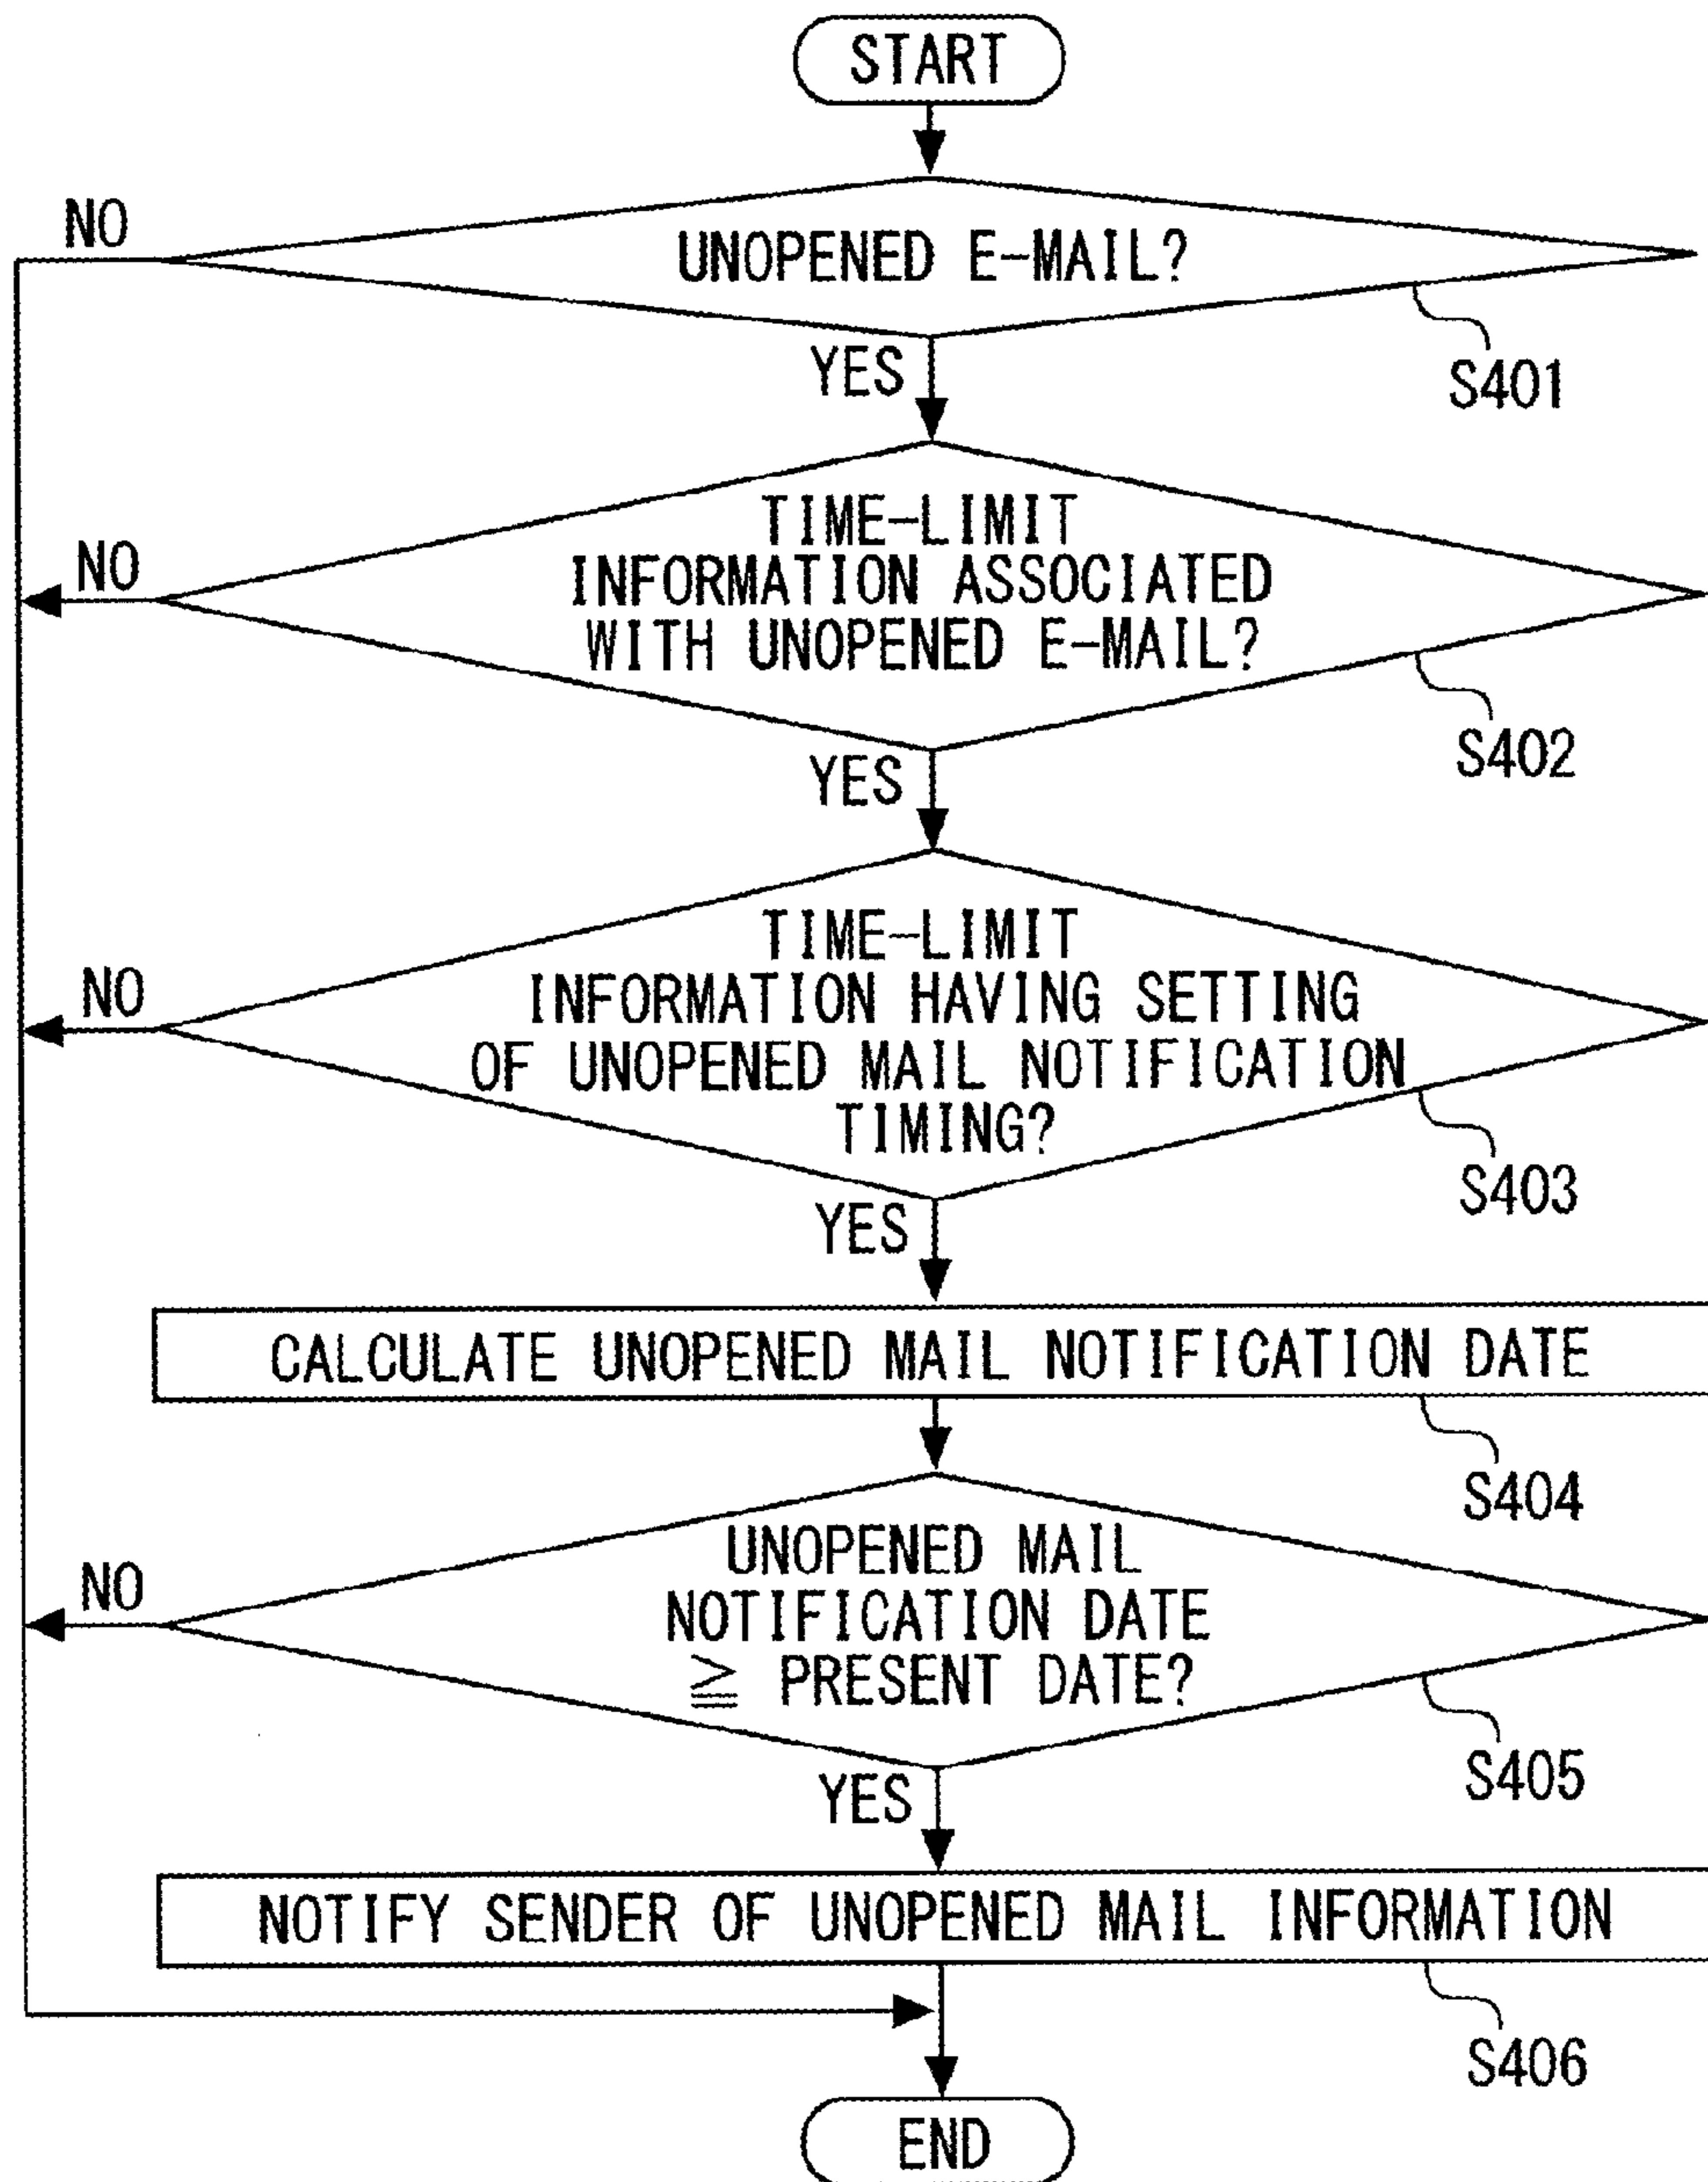 START
NO
UNOPENED E-MAIL?
YES
S401
TIME-LIMIT
INFORMATION ASSOCIATED
WITH UNOPENED E-MAIL?
NO
YES
S402
TIME-LIMIT
INFORMATION HAVING SETTING
OF UNOPENED MAIL NOTIFICATION
TIMING?
NO
YES
S403
CALCULATE UNOPENED MAIL NOTIFICATION DATE
S404
UNOPENED MAIL
NOTIFICATION DATE
≧ PRESENT DATE?
NO
YES
S405
NOTIFY SENDER OF UNOPENED MAIL INFORMATION
S406
END